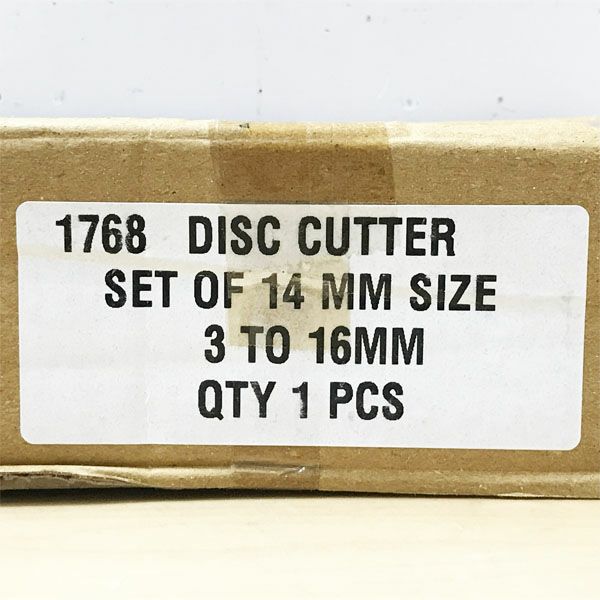 1768 DISC CUTTER
SET OF 14 MM SIZE
3 TO 16MM
QTY 1 PCS